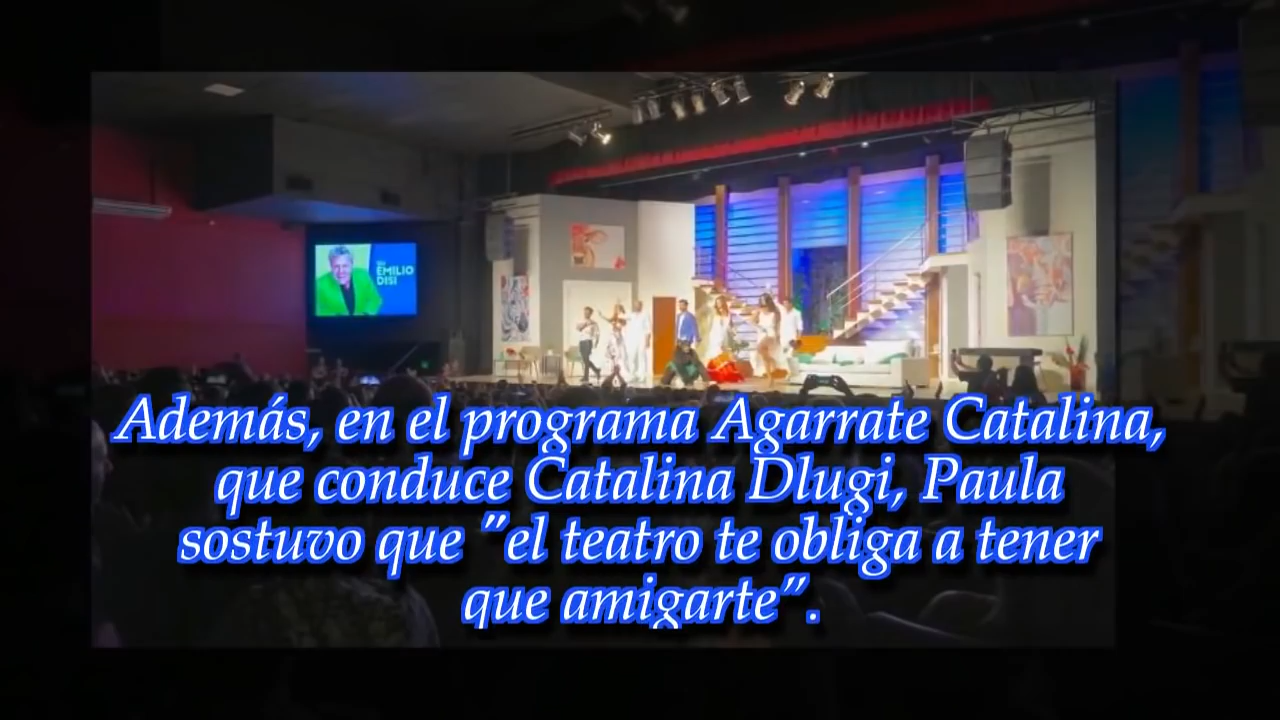 EMILIO
DISI
Además, en el programa Agarrate Catalina,
que conduce Catalina Dlugi, Paula
sostuvo que "el teatro te obliga a tener
que amigarte”.